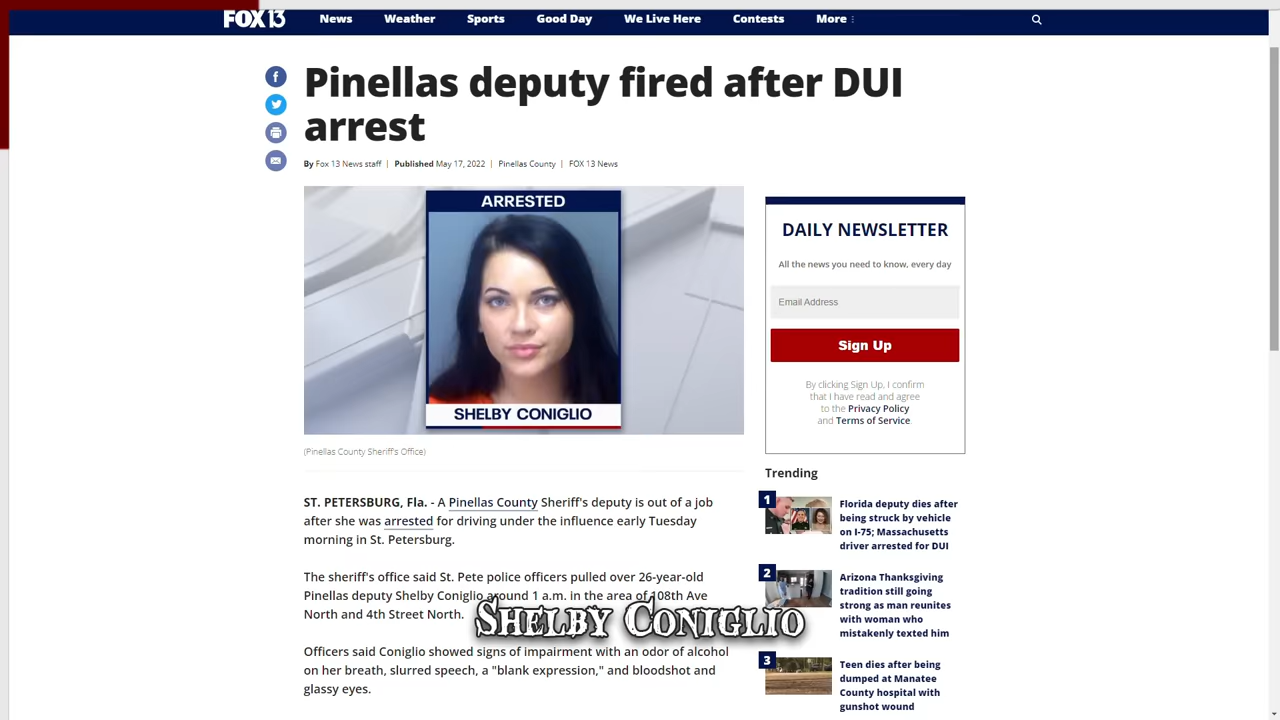 FOX 13
News
Weather
Sports
Good Day
We Live Here
Contests
More
Pinellas deputy fired after DUI
arrest
By Fox 13 News staff | Published May 17, 2022 | Pinellas County | FOX 13 News
ARRESTED
SHELBY CONIGLIO
(Pinellas County Sheriff's Office)
ST. PETERSBURG, Fla. - A Pinellas County Sheriff's deputy is out of a job
after she was arrested for driving under the influence early Tuesday
morning in St. Petersburg.
The sheriff's office said St. Pete police officers pulled over 26-year-old
Pinellas deputy Shelby Coniglio around 1 a.m. in the area of 108th Ave
North and 4th Street North.
SHELBY CONIGLIO
Officers said Coniglio showed signs of impairment with an odor of alcohol
on her breath, slurred speech, a "blank expression," and bloodshot and
glassy eyes.
DAILY NEWSLETTER
All the news you need to know, every day
Email Address
Sign Up
By clicking Sign Up, I confirm
that I have read and agree
to the Privacy Policy
and Terms of Service.
Trending
1
Florida deputy dies after
being struck by vehicle
on I-75; Massachusetts
driver arrested for DUI
2
Arizona Thanksgiving
tradition still going
strong as man reunites
with woman who
mistakenly texted him
3
Teen dies after being
dumped at Manatee
County hospital with
gunshot wound